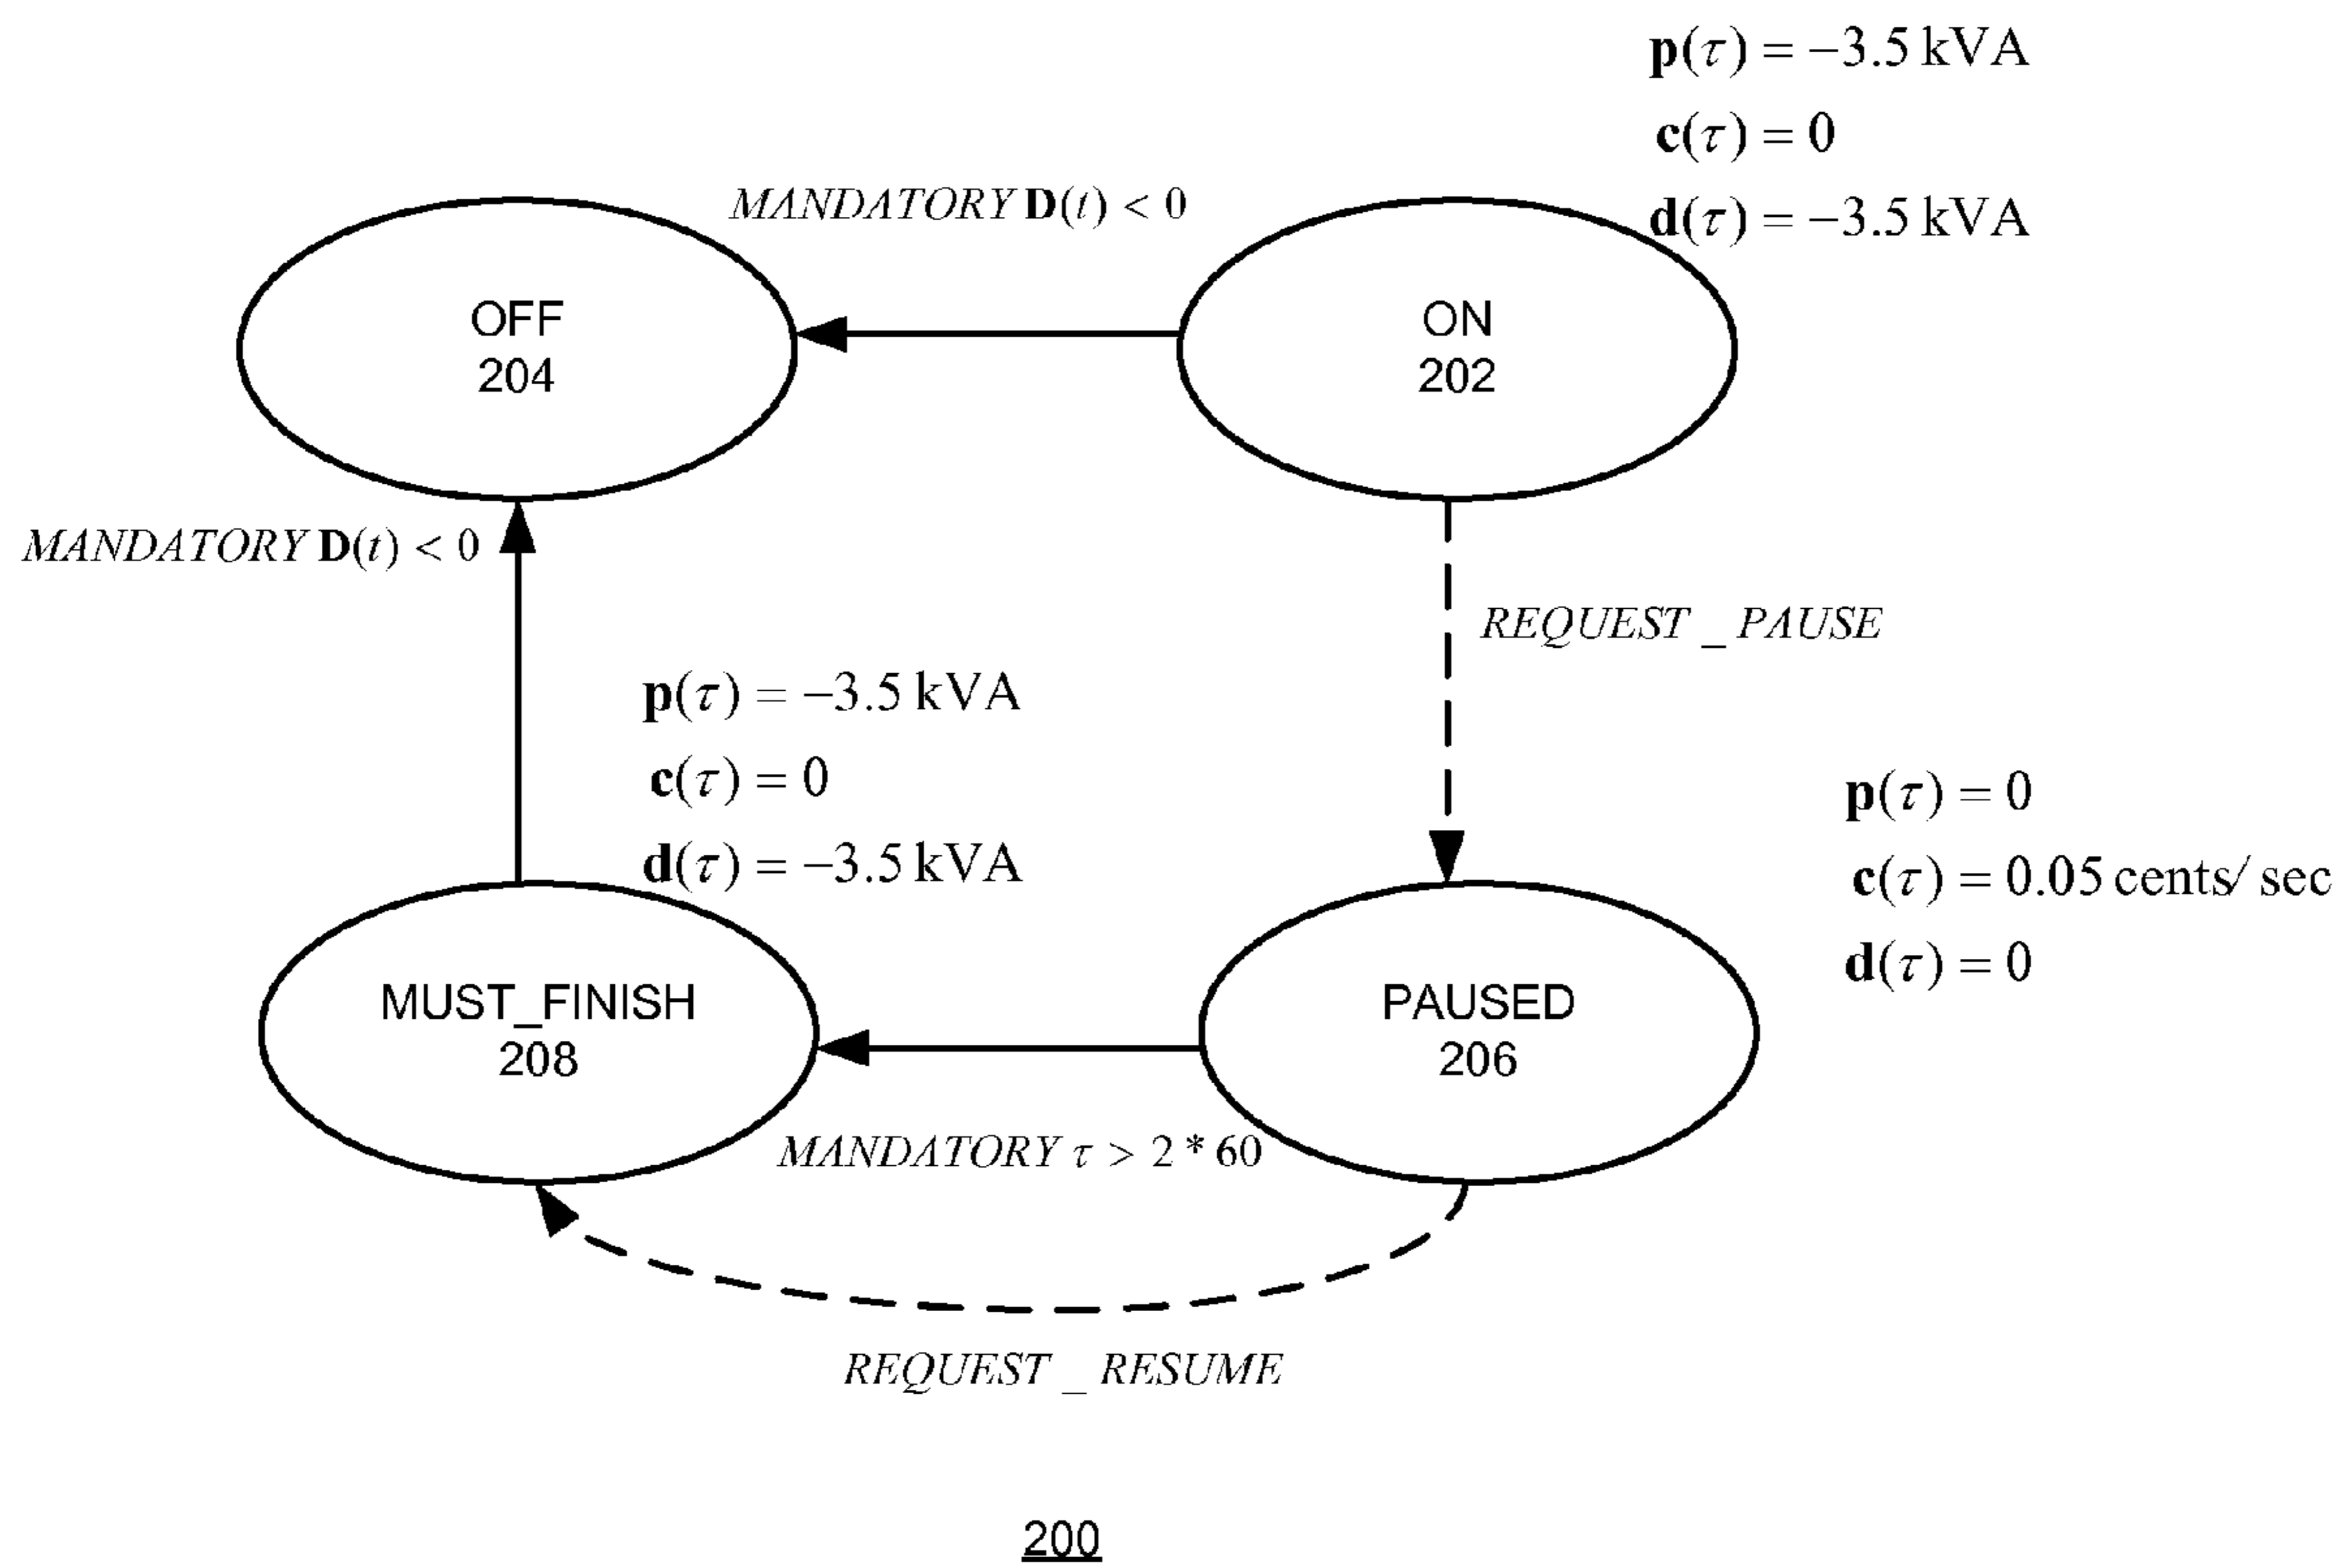 p(τ) = −3.5 kVA
c(τ) = 0
d(τ) = −3.5 kVA
MANDATORY D(t) < 0
OFF
204
ON
202
MANDATORY D(t) < 0
REQUEST _ PAUSE
p(τ) = −3.5 kVA
c(τ) = 0
d(τ) = −3.5 kVA
p(τ) = 0
c(τ) = 0.05 cents/ sec
d(τ) = 0
MUST_FINISH
208
PAUSED
206
MANDATORY τ > 2 * 60
REQUEST _ RESUME
200